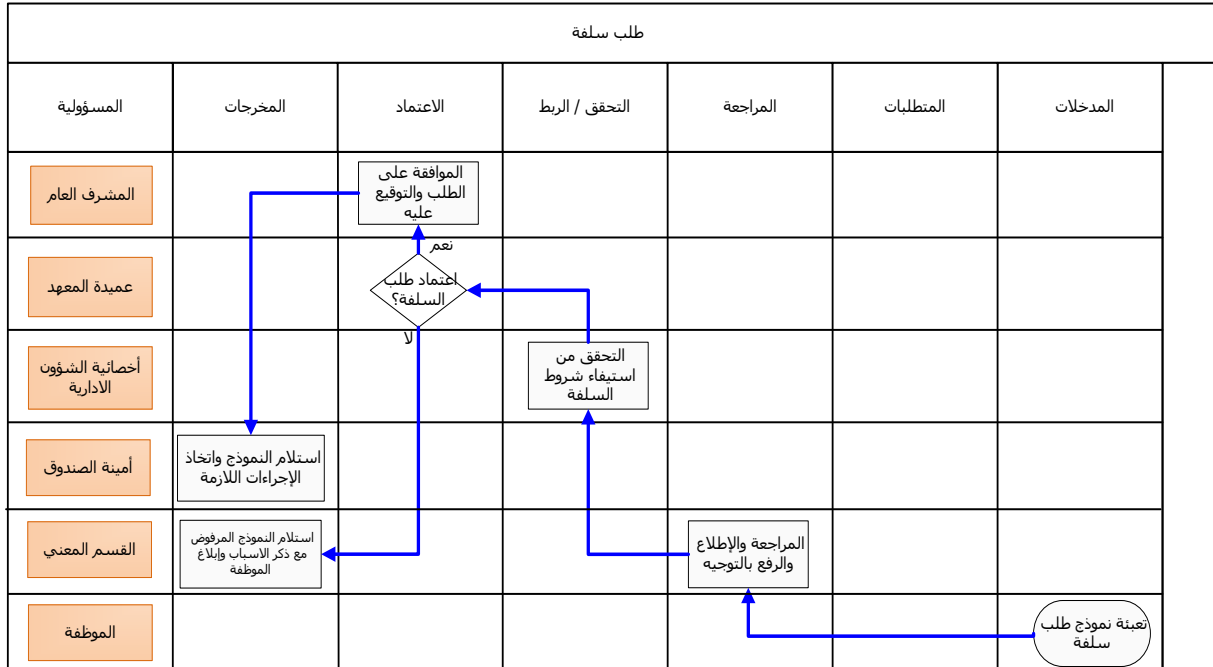 طلب سلفة
المدخلات
المتطلبات
المراجعة
التحقق / الربط
الاعتماد
المخرجات
المسؤولية
الموافقة على
الطلب والتوقيع
عليه
المشرف العام
نعم
اعتماد طلب
السلفة؟
عميدة المعهد
لا
التحقق من
استيفاء شروط
السلفة
أخصائية الشؤون
الادارية
استلام النموذج واتخاذ
الإجراءات اللازمة
أمينة الصندوق
المراجعة والإطلاع
والرفع بالتوجيه
استلام النموذج المرفوض
مع ذكر الاسباب وإبلاغ
الموظفة
القسم المعني
تعبئة نموذج طلب
سلفة
الموظفة